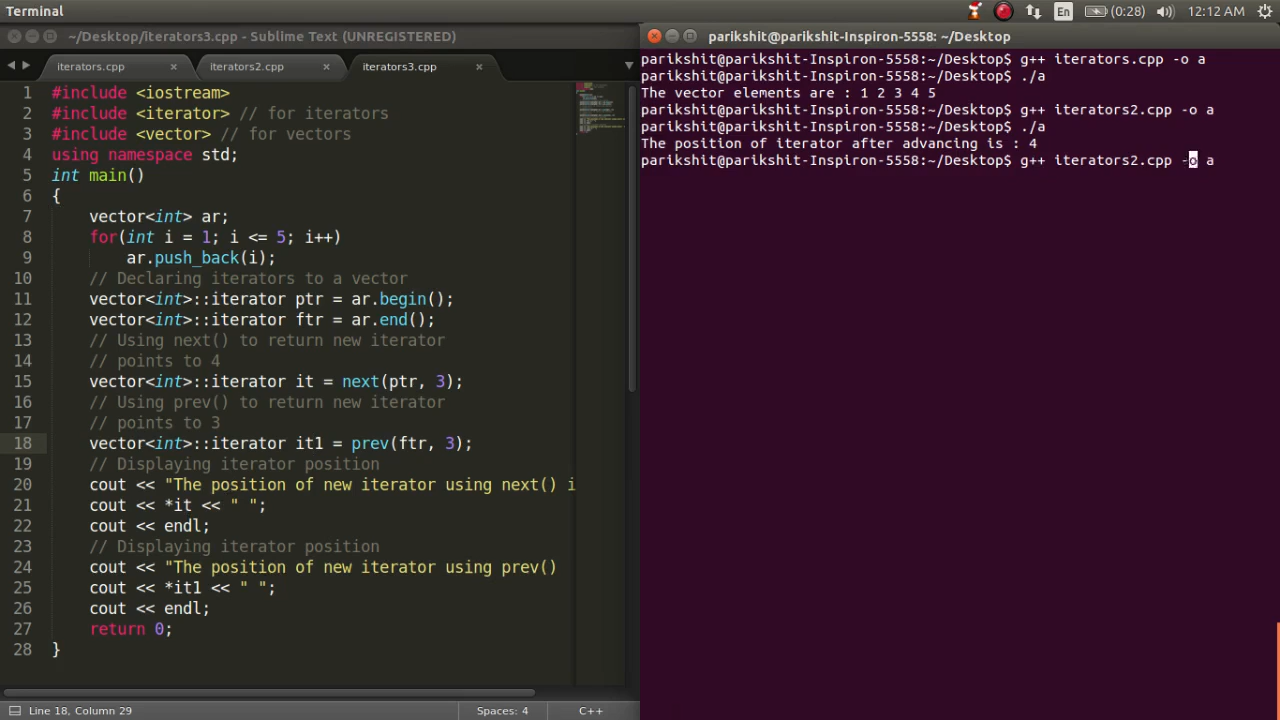 Terminal
En
(0:28)
12:12 AM
~/Desktop/iterators3.cpp - Sublime Text (UNREGISTERED)
iterators.cpp
iterators2.cpp
iterators3.cpp
1 #include <iostream>
2 #include <iterator> // for iterators
3 #include <vector> // for vectors
4 using namespace std;
5 int main()
6 {
7 vector<int> ar;
8 for(int i = 1; i <= 5; i++)
9 ar.push_back(i);
10 // Declaring iterators to a vector
11 vector<int>::iterator ptr = ar.begin();
12 vector<int>::iterator ftr = ar.end();
13 // Using next() to return new iterator
14 // points to 4
15 vector<int>::iterator it = next(ptr, 3);
16 // Using prev() to return new iterator
17 // points to 3
18 vector<int>::iterator it1 = prev(ftr, 3);
19 // Displaying iterator position
20 cout << "The position of new iterator using next() i
21 cout << *it << " ";
22 cout << endl;
23 // Displaying iterator position
24 cout << "The position of new iterator using prev()
25 cout << *it1 << " ";
26 cout << endl;
27 return 0;
28 }
Line 18, Column 29
Spaces: 4
C++
parikshit@parikshit-Inspiron-5558: ~/Desktop
parikshit@parikshit-Inspiron-5558:~/Desktop$ g++ iterators.cpp -o a
parikshit@parikshit-Inspiron-5558:~/Desktop$ ./a
The vector elements are : 1 2 3 4 5
parikshit@parikshit-Inspiron-5558:~/Desktop$ g++ iterators2.cpp -o a
parikshit@parikshit-Inspiron-5558:~/Desktop$ ./a
The position of iterator after advancing is : 4
parikshit@parikshit-Inspiron-5558:~/Desktop$ g++ iterators2.cpp -o a